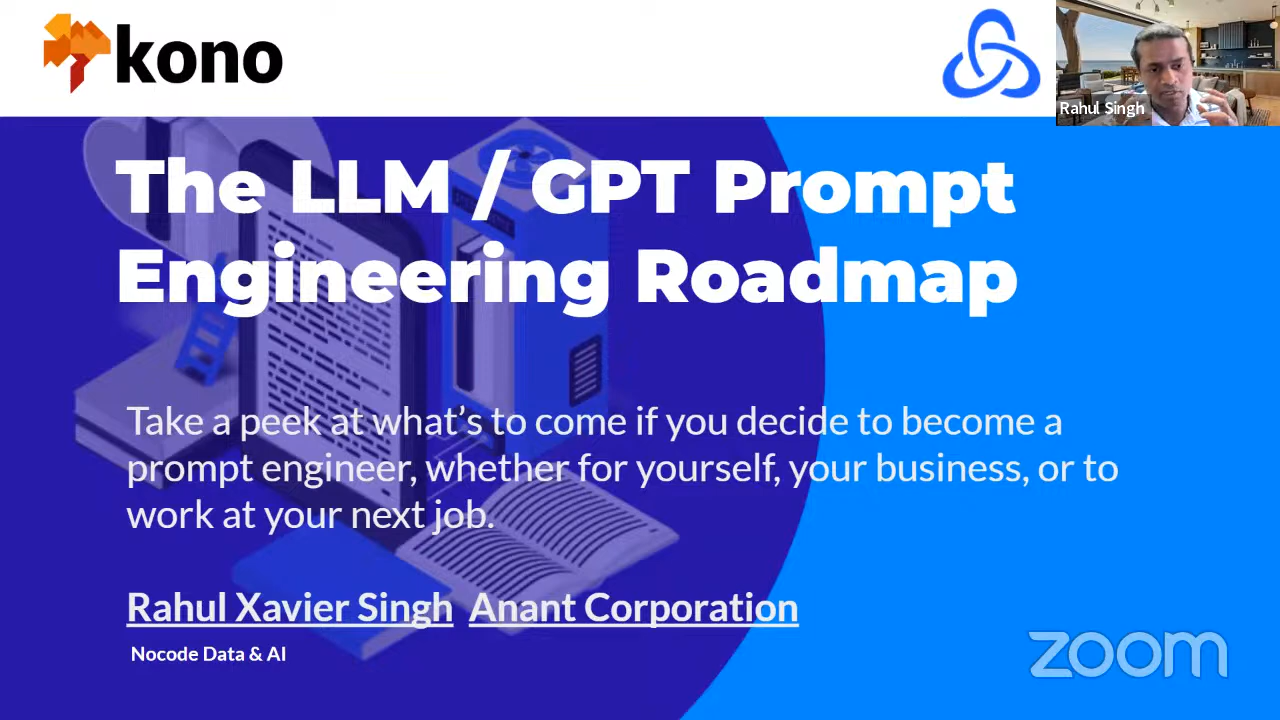 kono
Rahul Singh
The LLM / GPT Prompt
Engineering Roadmap
Take a peek at what's to come if you decide to become a
prompt engineer, whether for yourself, your business, or to
work at your next job.
Rahul Xavier Singh Anant Corporation
Nocode Data & AI
zoom